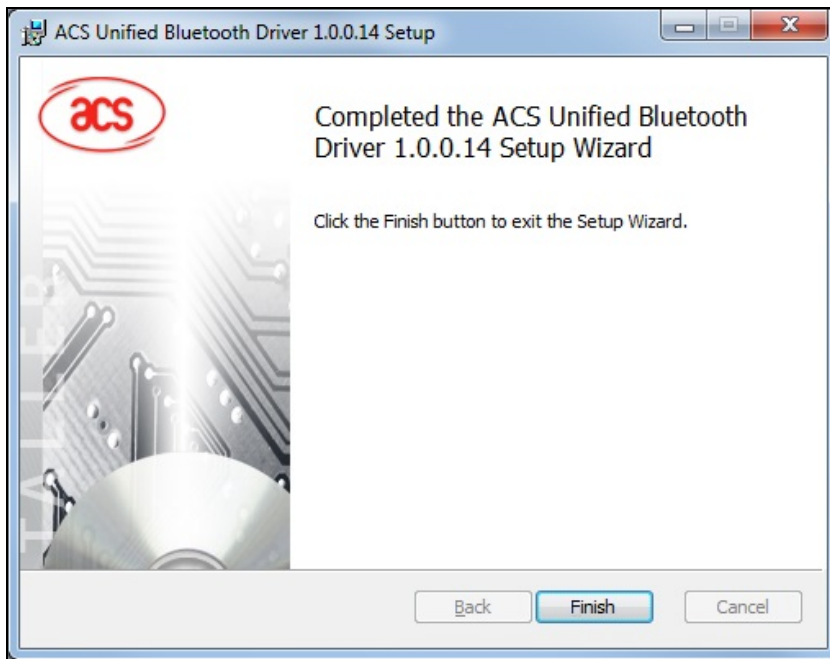 ACS Unified Bluetooth Driver 1.0.0.14 Setup
acs
Completed the ACS Unified Bluetooth
Driver 1.0.0.14 Setup Wizard
Click the Finish button to exit the Setup Wizard.
TALLER
Back
Finish
Cancel